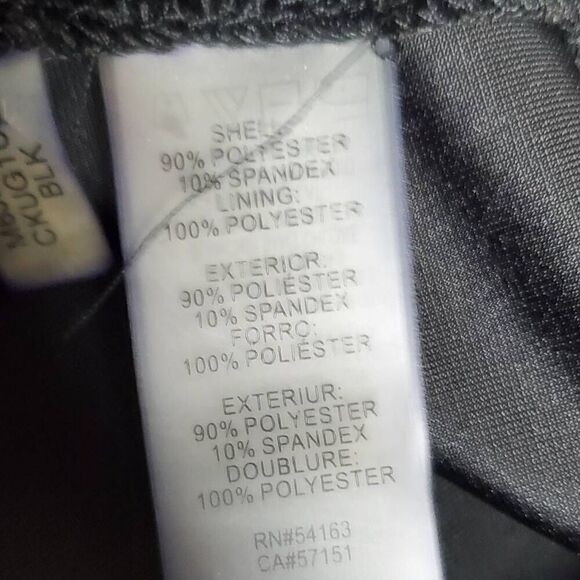 CKUG10
BLK
SHELL:
90% POLYESTER
10% SPANDEX
LINING:
100% POLYESTER
EXTERIOR:
90% POLIÉSTER
10% SPANDEX
FORRO:
100% POLIÉSTER
EXTERIUR:
90% POLYESTER
10% SPANDEX
DOUBLURE:
100% POLYESTER
RN#54163
CA#57151